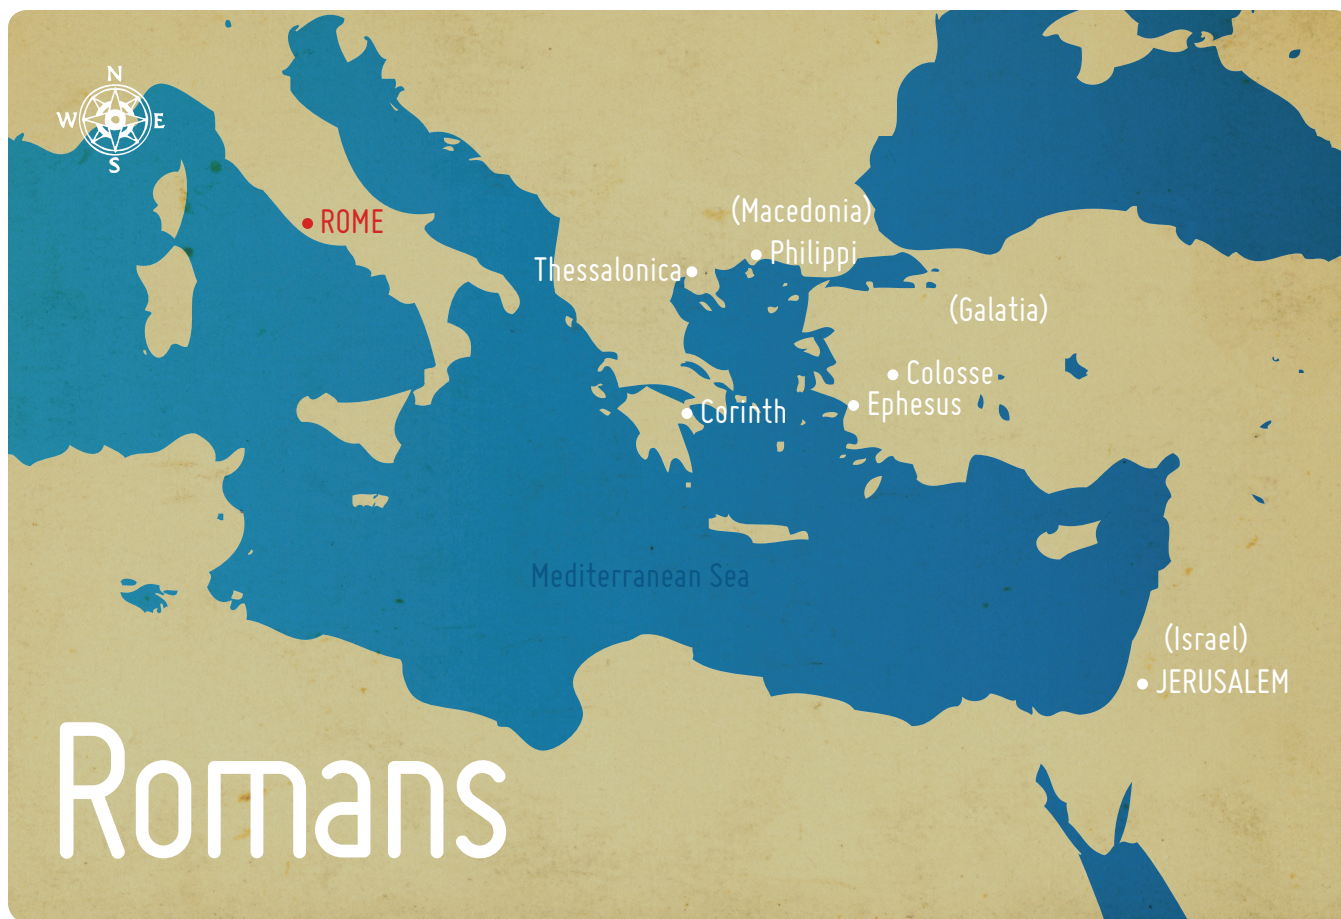 N
W E
S
ROME
(Macedonia)
Philippi
Thessalonica
(Galatia)
Colosse
Ephesus
Corinth
Mediterranean Sea
(Israel)
JERUSALEM
Romans